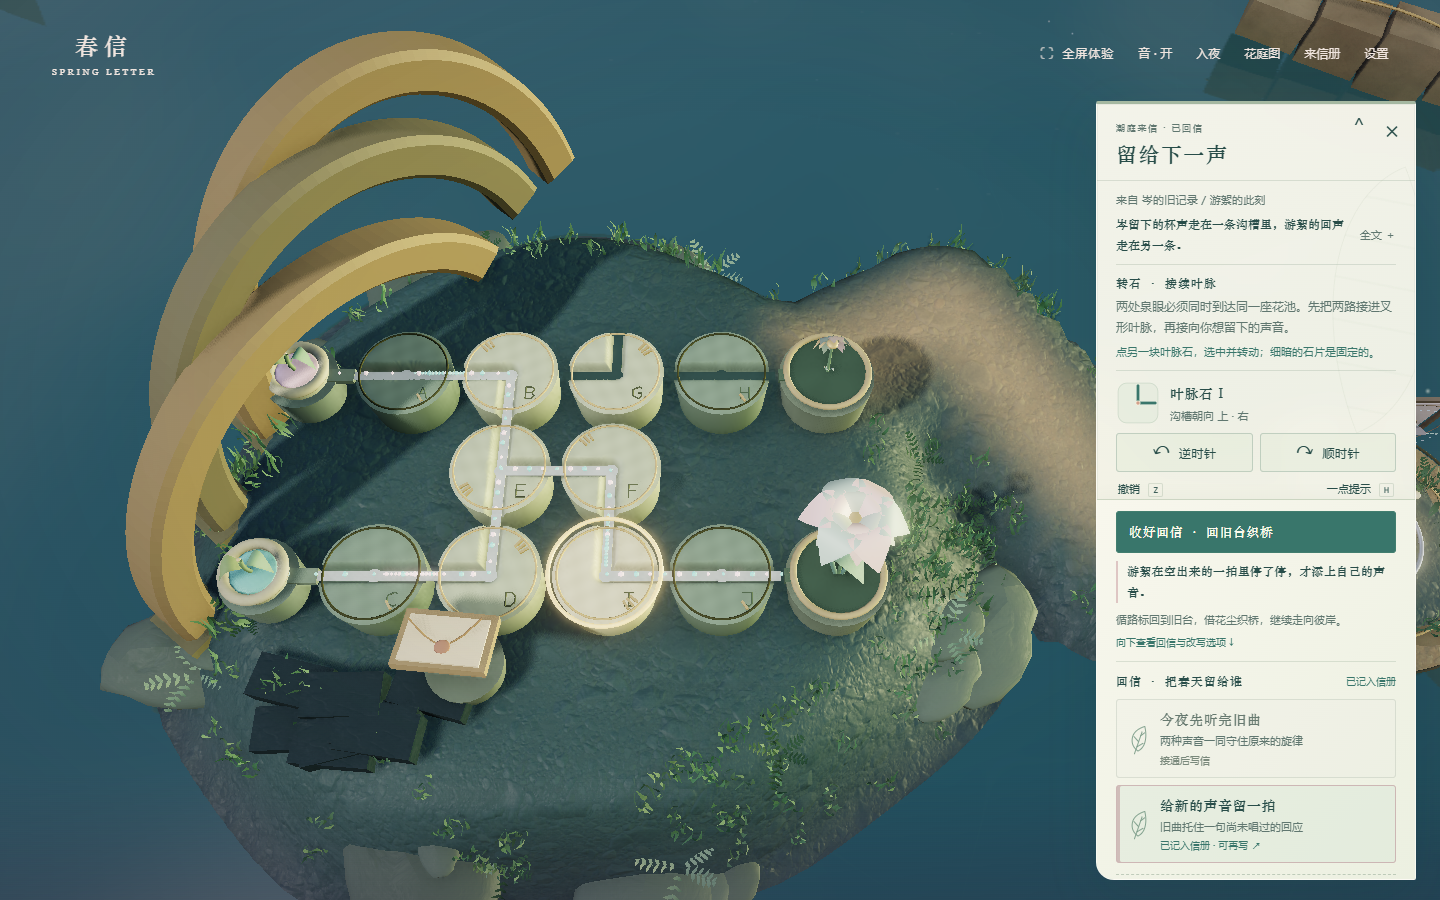 春信
SPRING LETTER
全屏体验
音·开
入夜
花庭图
来信册
设置
潮庭来信 · 已回信
留给下一声
来自 岑的旧记录 / 游絮的此刻
岑留下的杯声走在一条沟槽里，游絮的回声
走在另一条。
全文 +
转石 · 接续叶脉
两处泉眼必须同时到达同一座花池。先把两路接进叉
形叶脉，再接向你想留下的声音。
点另一块叶脉石，选中并转动；细暗的石片是固定的。
叶脉石 I
沟槽朝向 上 · 右
逆时针
顺时针
撤销 Z
一点提示 H
收好回信 · 回旧台织桥
游絮在空出来的一拍里停了停，才添上自己的声
音。
循路标回到旧台，借花尘织桥，继续走向彼岸。
向下查看回信与改写选项 ↓
回信 · 把春天留给谁
已记入信册
今夜先听完旧曲
两种声音一同守住原来的旋律
接通后写信
给新的声音留一拍
旧曲托住一句尚未唱过的回应
已记入信册 · 可再写 ↗
A
B
G
H
E
F
C
D
I
J